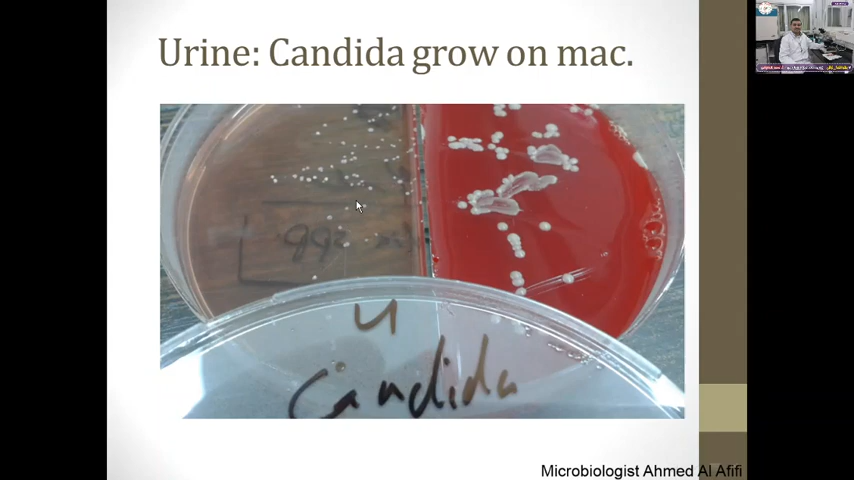 Urine: Candida grow on mac.
u
Candida
Microbiologist Ahmed Al Afifi